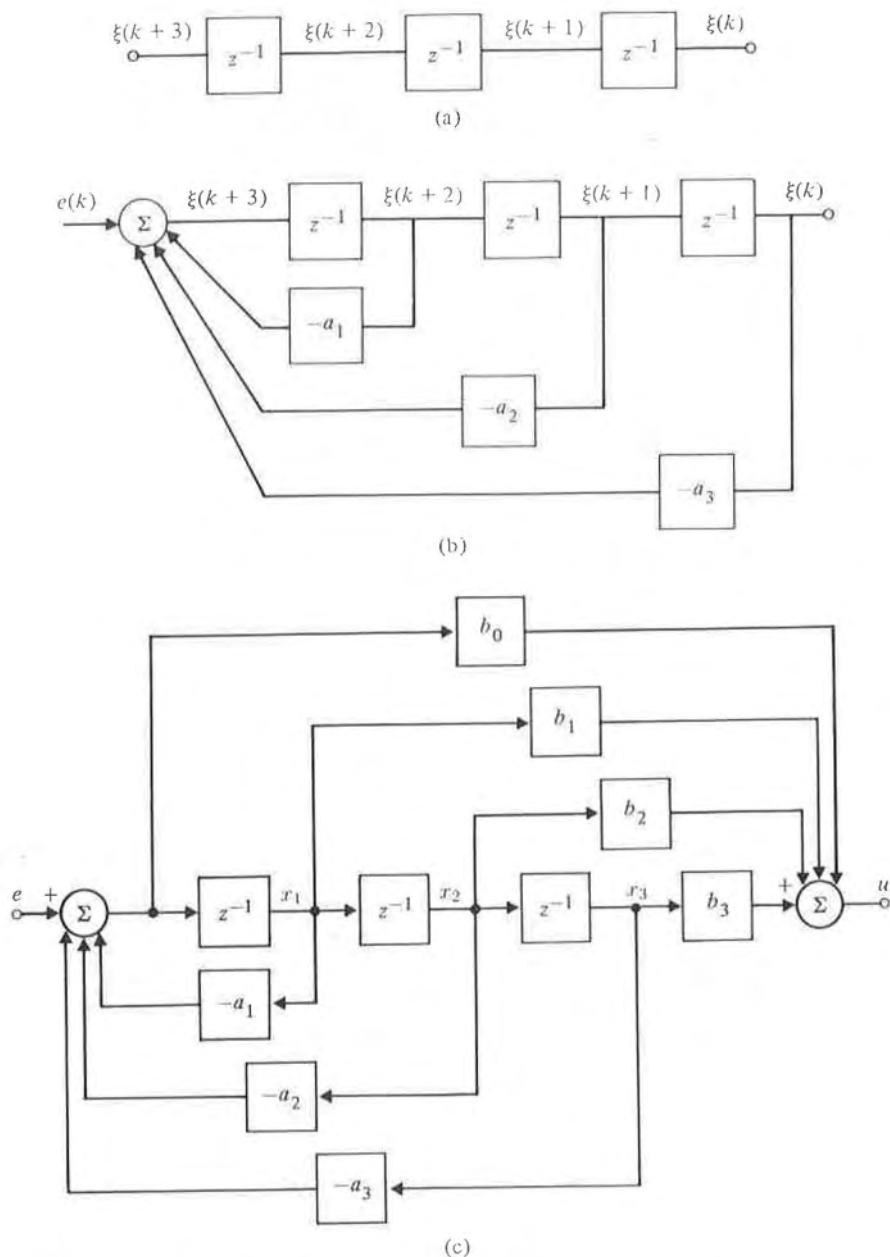 ξ(k + 3) ξ(k + 2) ξ(k + 1) ξ(k)
z⁻¹ z⁻¹ z⁻¹
(a)
e(k) ξ(k + 3) ξ(k + 2) ξ(k + 1) ξ(k)
Σ z⁻¹ z⁻¹ z⁻¹
−a₁
−a₂
−a₃
(b)
b₀
b₁
b₂
e + x₁ x₂ x₃ + u
Σ z⁻¹ z⁻¹ z⁻¹ b₃ Σ
−a₁
−a₂
−a₃
(c)